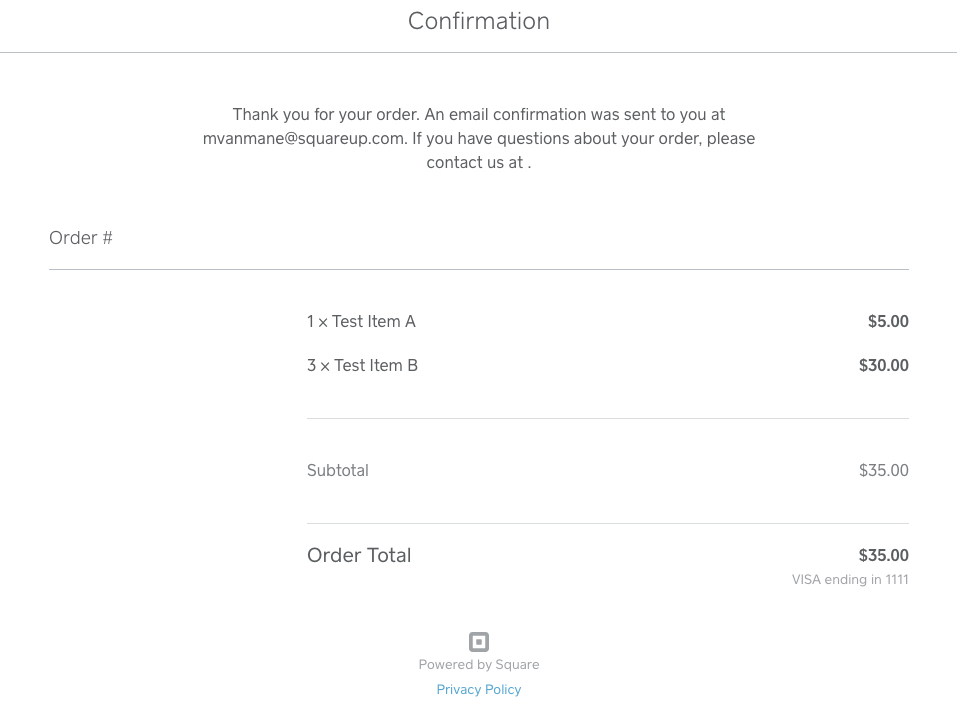 Confirmation
Thank you for your order. An email confirmation was sent to you at
mvanmane@squareup.com. If you have questions about your order, please
contact us at .
Order #
1 × Test Item A $5.00
3 × Test Item B $30.00
Subtotal $35.00
Order Total $35.00
VISA ending in 1111
Powered by Square
Privacy Policy